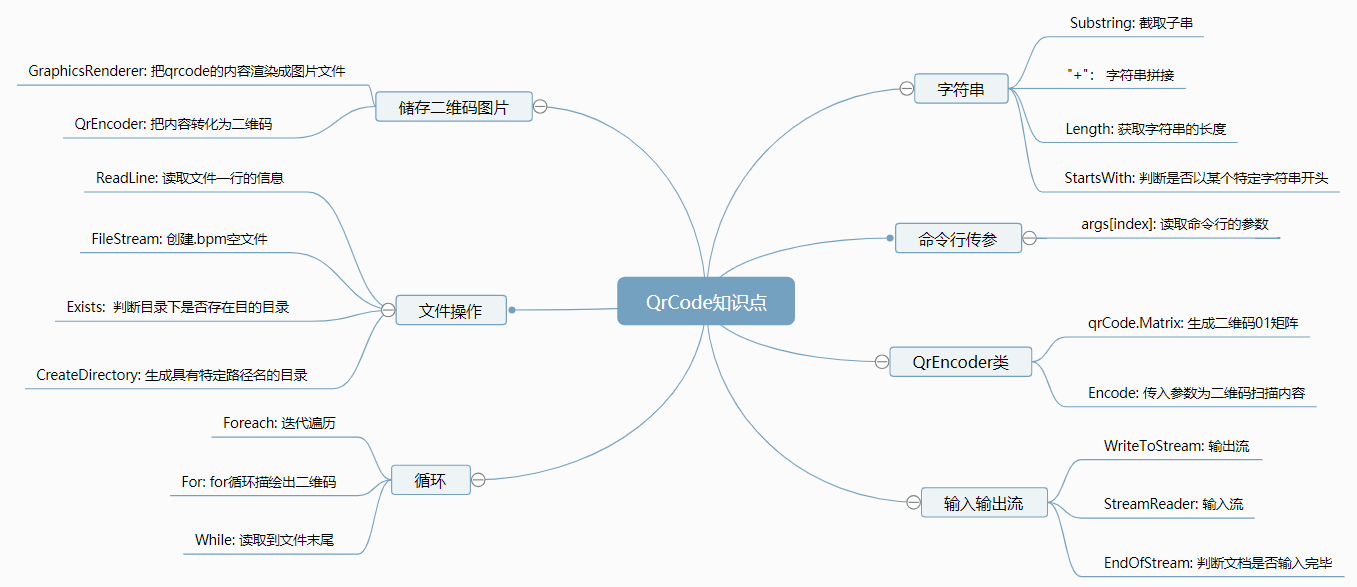 QrCode知识点
字符串
Substring: 截取子串
"+": 字符串拼接
Length: 获取字符串的长度
StartsWith: 判断是否以某个特定字符串开头
命令行传参
args[index]: 读取命令行的参数
QrEncoder类
qrCode.Matrix: 生成二维码01矩阵
Encode: 传入参数为二维码扫描内容
输入输出流
WriteToStream: 输出流
StreamReader: 输入流
EndOfStream: 判断文档是否输入完毕
储存二维码图片
GraphicsRenderer: 把qrcode的内容渲染成图片文件
QrEncoder: 把内容转化为二维码
文件操作
ReadLine: 读取文件一行的信息
FileStream: 创建.bpm空文件
Exists: 判断目录下是否存在目的目录
CreateDirectory: 生成具有特定路径名的目录
循环
Foreach: 迭代遍历
For: for循环描绘出二维码
While: 读取到文件末尾